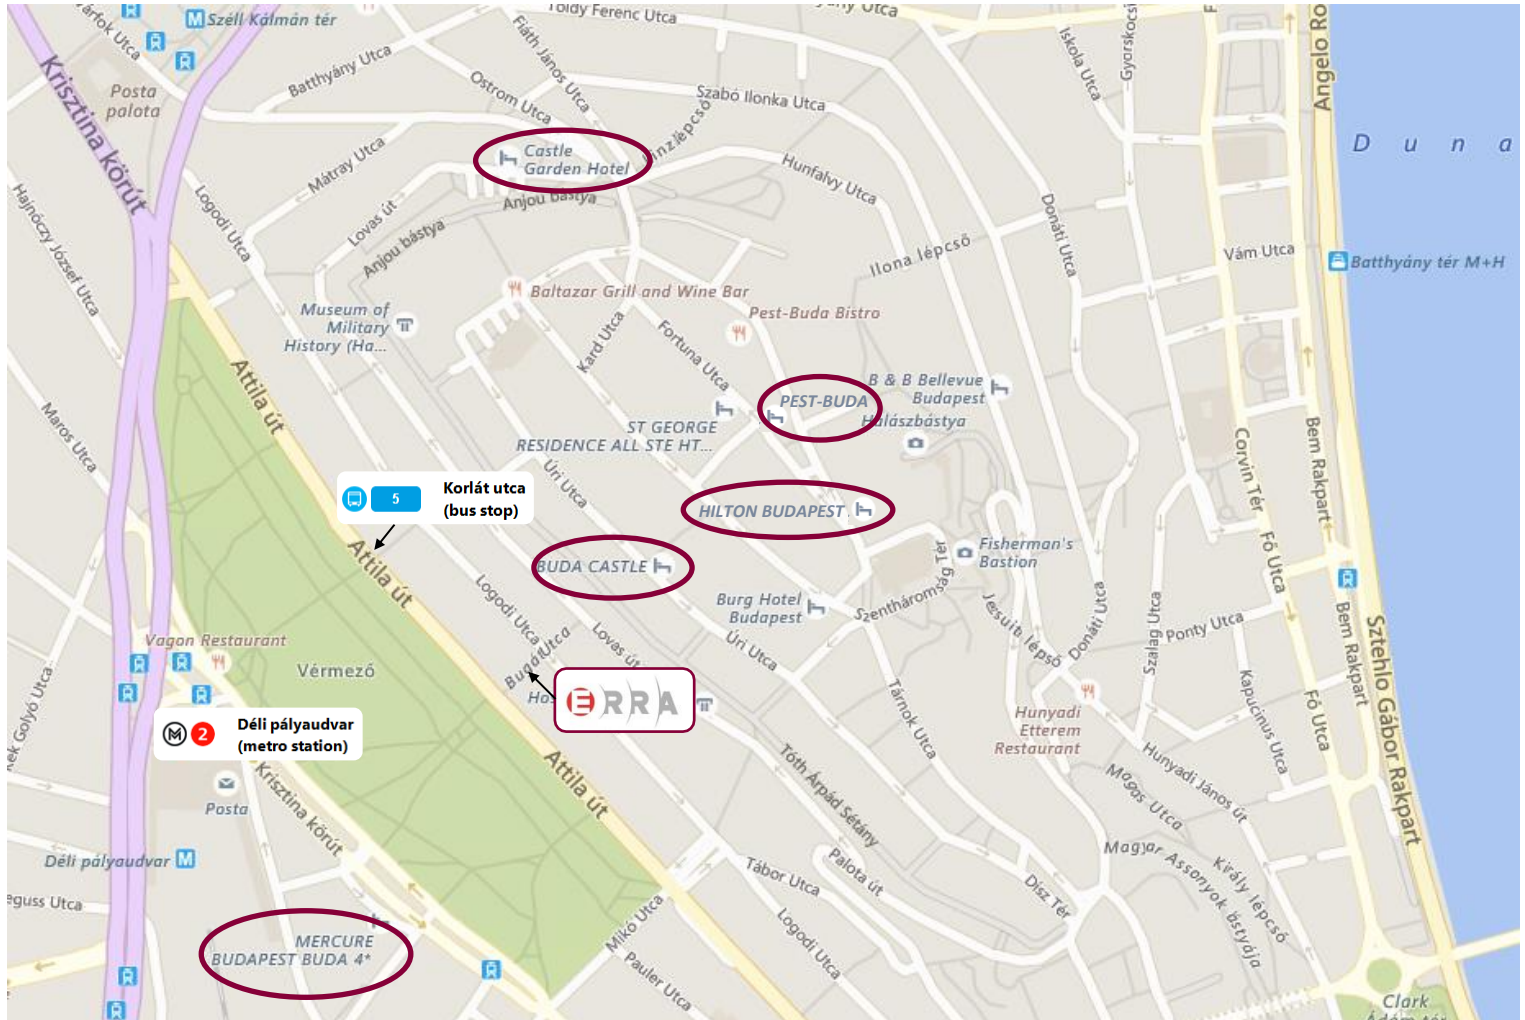 Széll Kálmán tér
Toldy Ferenc Utca
Utca
Angelo Ro
Krisztina körút
Posta
palota
Batthyány Utca
Fiáth János Utca
Ostrom Utca
Szabó Ilonka Utca
Iskola Utca
Gyorskocsi
Duna
Castle
Garden Hotel
Hunfalvy Utca
Mátray Utca
Logodi Utca
Lovas út
Anjou bástya
Anjou bástya
Hajnóczy József Utca
Donáti Utca
Ilona lépcső
Vám Utca
Batthyány tér M+H
Baltazar Grill and Wine Bar
Museum of
Military
History (Ha...
Pest-Buda Bistro
Kard Utca
Fortuna Utca
Attila út
B & B Bellevue
Budapest
PEST-BUDA
Halászbástya
ST GEORGE
RESIDENCE ALL STE HT...
Maros Utca
Úri Utca
Corvin Tér
Bem Rakpart
5
Korlát utca
(bus stop)
HILTON BUDAPEST
Fisherman's
Bastion
Attila út
BUDA CASTLE
Burg Hotel
Budapest
Szentháromság Tér
Fő Utca
Logodi Utca
Lovas út
Úri Utca
Jezsuita lépső
Donáti Utca
Szalag Utca
Ponty Utca
Bem Rakpart
Sztehlo Gábor Rakpart
Vagon Restaurant
Vérmező
ERRA
Tárnok Utca
Hunyadi
Etterem
Restaurant
Kapucinus Utca
Fő Utca
2
Déli pályaudvar
(metro station)
Krisztina körút
Posta
Attila út
Tóth Árpád Sétány
Hunyadi János út
Magas Utca
Déli pályaudvar
Tábor Utca
Palota út
Dísz Tér
Király lépcső
Mikó Utca
Logodi Utca
Pauler Utca
MERCURE
BUDAPEST BUDA 4*
Clark
Ádám tér